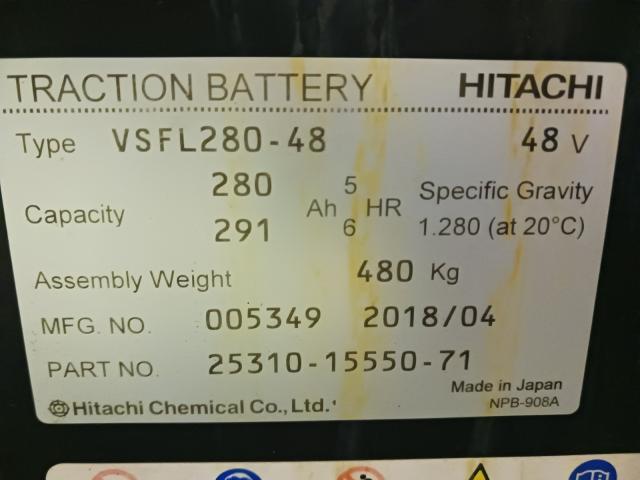 TRACTION BATTERY HITACHI
Type VSFL280-48 48 V
Capacity 280 Ah 5 HR Specific Gravity
291 6 1.280 (at 20°C)
Assembly Weight 480 Kg
MFG. NO. 005349 2018/04
PART NO. 25310-15550-71
Made in Japan
Hitachi Chemical Co., Ltd. NPB-908A